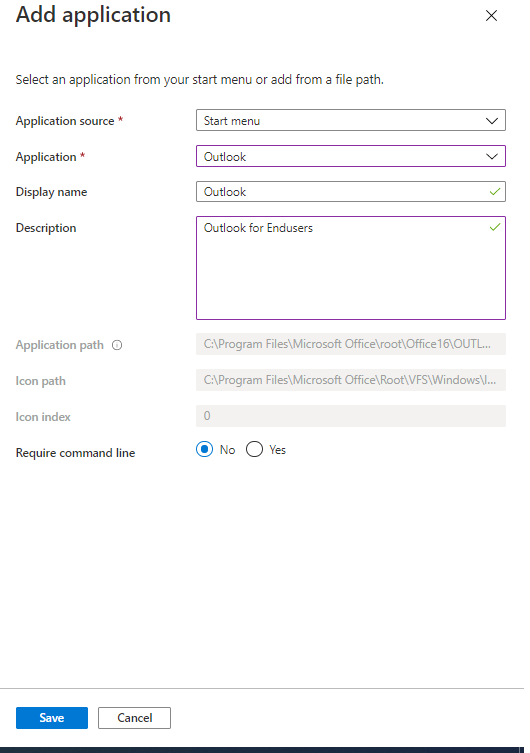 Add application
Select an application from your start menu or add from a file path.
Application source * Start menu
Application * Outlook
Display name Outlook
Description Outlook for Endusers
Application path C:\Program Files\Microsoft Office\root\Office16\OUTL...
Icon path C:\Program Files\Microsoft Office\Root\VFS\Windows\I...
Icon index 0
Require command line No Yes
Save Cancel